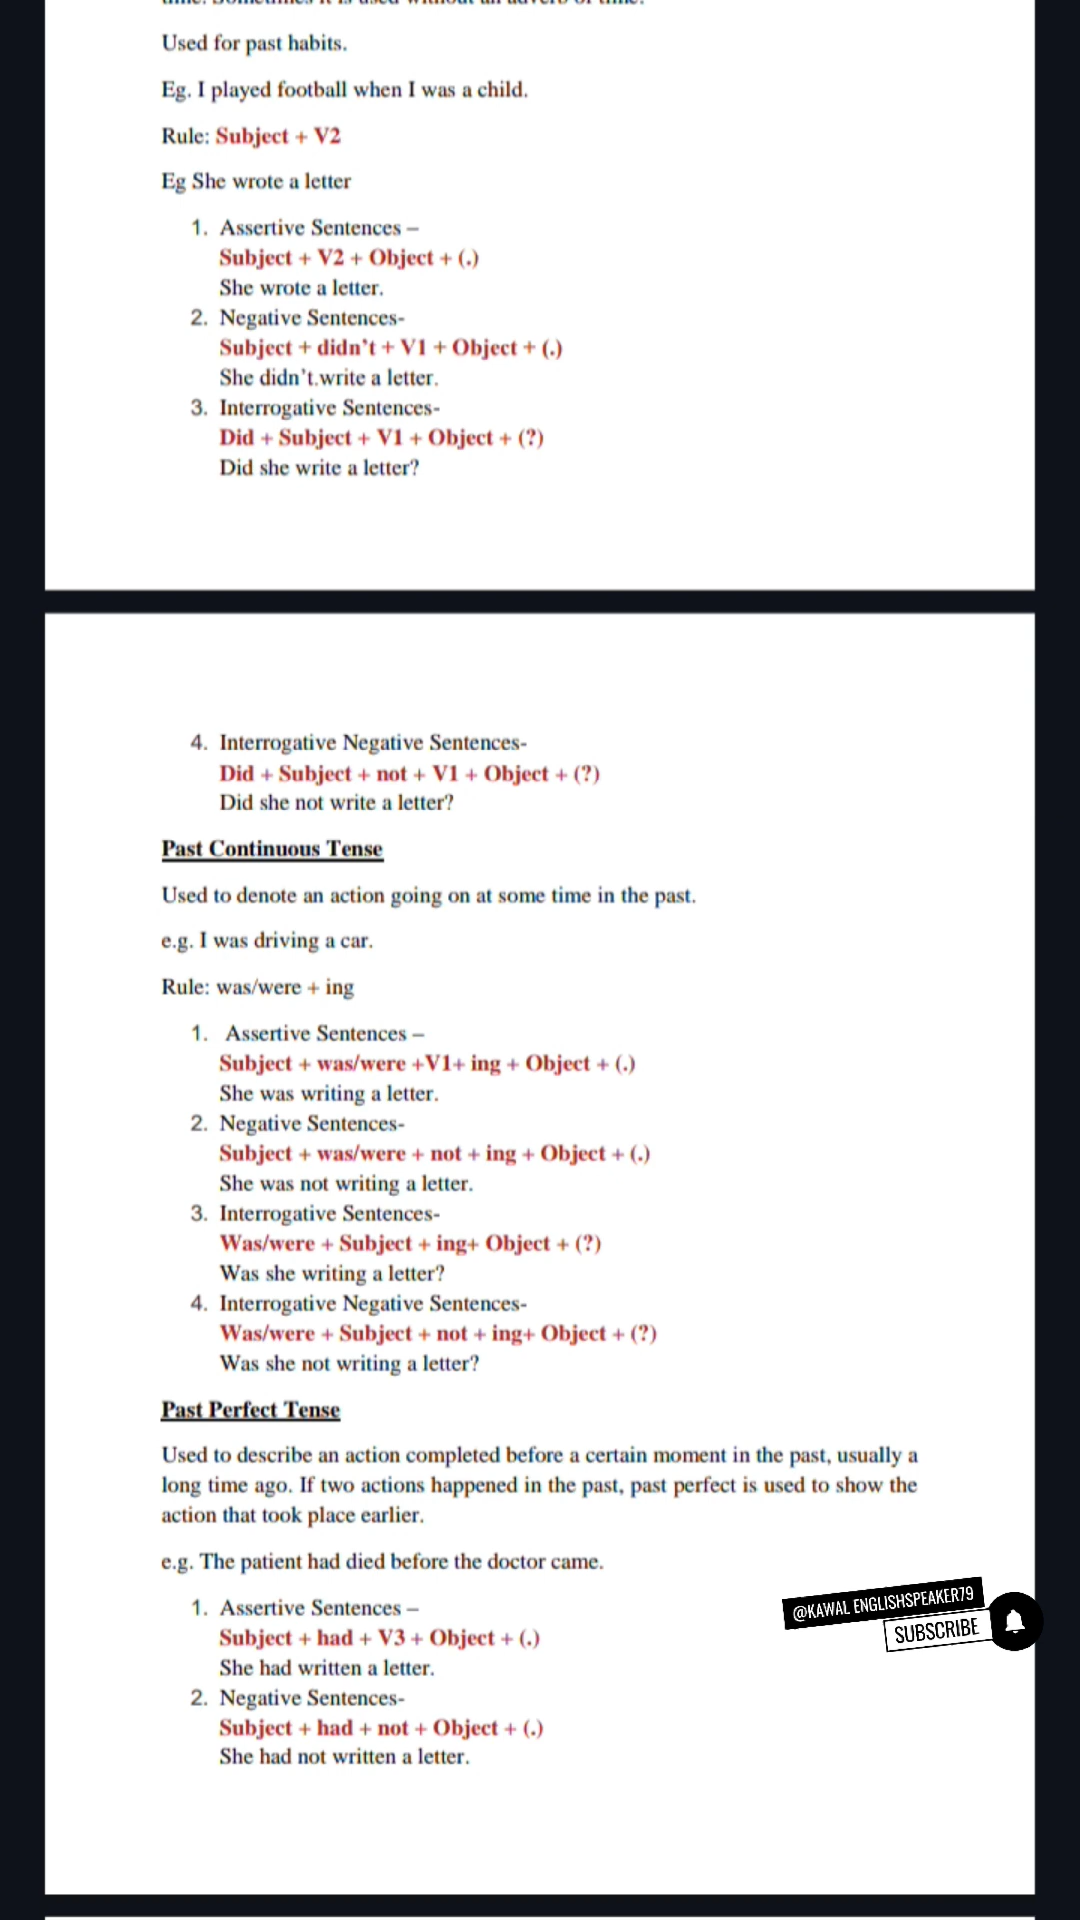 Used for past habits.
Eg. I played football when I was a child.
Rule: Subject + V2
Eg She wrote a letter
1. Assertive Sentences –
Subject + V2 + Object + (.)
She wrote a letter.
2. Negative Sentences-
Subject + didn't + V1 + Object + (.)
She didn't.write a letter.
3. Interrogative Sentences-
Did + Subject + V1 + Object + (?)
Did she write a letter?
4. Interrogative Negative Sentences-
Did + Subject + not + V1 + Object + (?)
Did she not write a letter?
Past Continuous Tense
Used to denote an action going on at some time in the past.
e.g. I was driving a car.
Rule: was/were + ing
1. Assertive Sentences –
Subject + was/were +V1+ ing + Object + (.)
She was writing a letter.
2. Negative Sentences-
Subject + was/were + not + ing + Object + (.)
She was not writing a letter.
3. Interrogative Sentences-
Was/were + Subject + ing+ Object + (?)
Was she writing a letter?
4. Interrogative Negative Sentences-
Was/were + Subject + not + ing+ Object + (?)
Was she not writing a letter?
Past Perfect Tense
Used to describe an action completed before a certain moment in the past, usually a
long time ago. If two actions happened in the past, past perfect is used to show the
action that took place earlier.
e.g. The patient had died before the doctor came.
1. Assertive Sentences –
Subject + had + V3 + Object + (.)
She had written a letter.
2. Negative Sentences-
Subject + had + not + Object + (.)
She had not written a letter.
@KAWAL ENGLISHSPEAKER79
SUBSCRIBE